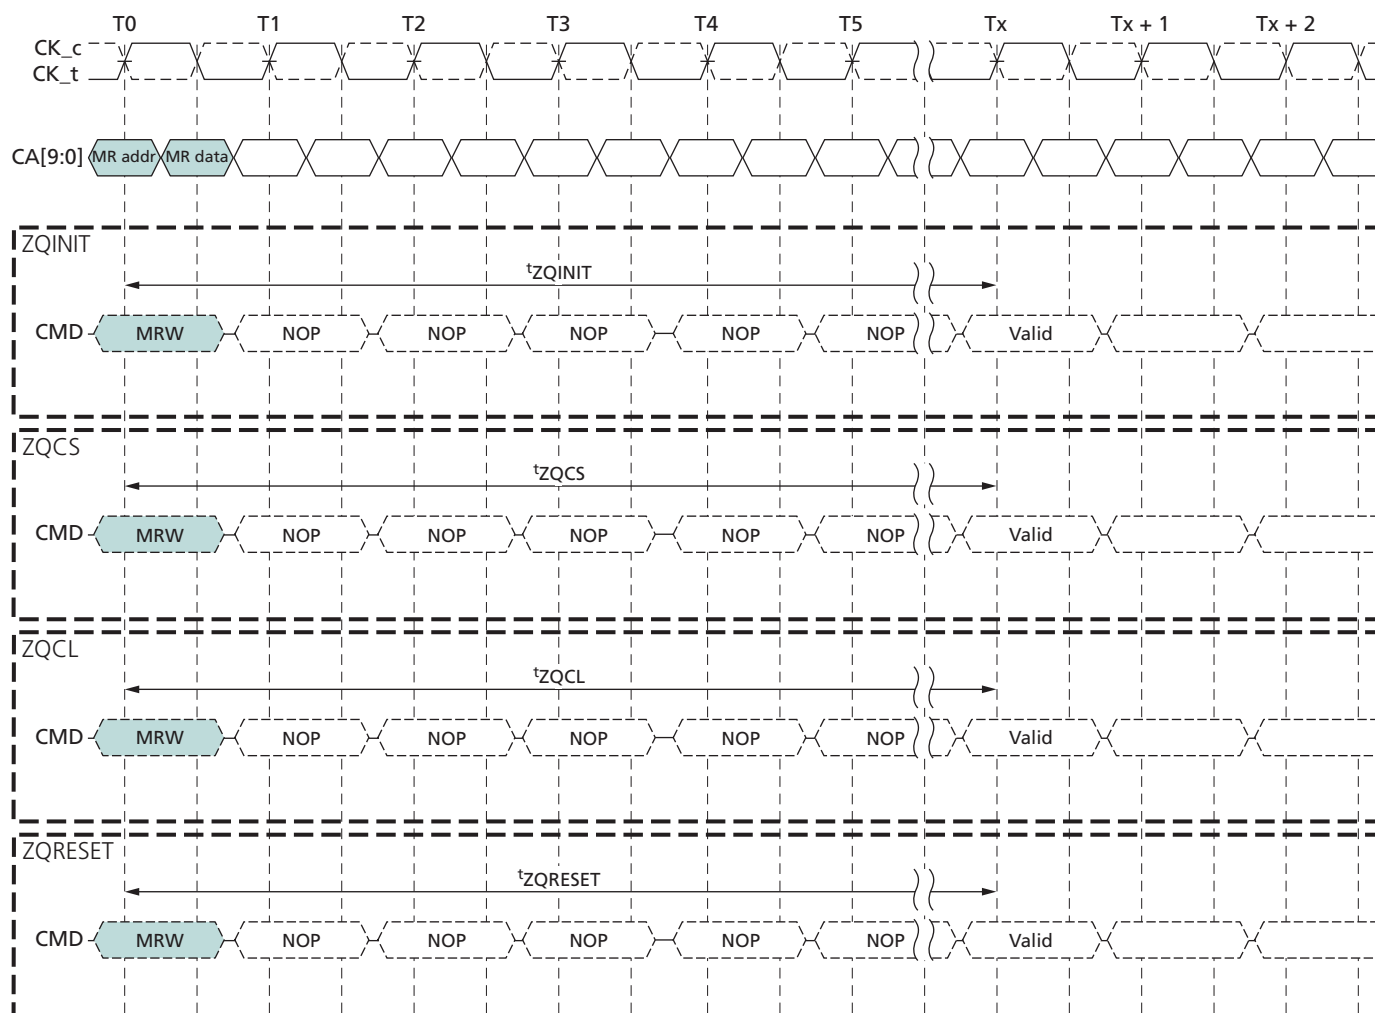 T0 T1 T2 T3 T4 T5 Tx Tx + 1 Tx + 2
CK_c
CK_t
CA[9:0] MR addr MR data
ZQINIT
tZQINIT
CMD MRW NOP NOP NOP NOP NOP Valid
ZQCS
tZQCS
CMD MRW NOP NOP NOP NOP NOP Valid
ZQCL
tZQCL
CMD MRW NOP NOP NOP NOP NOP Valid
ZQRESET
tZQRESET
CMD MRW NOP NOP NOP NOP NOP Valid